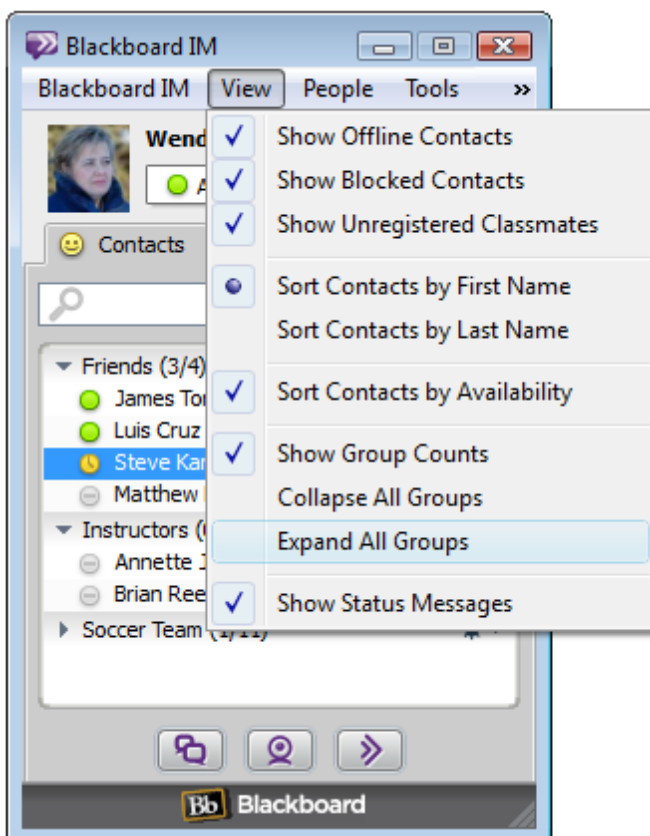 Blackboard IM
Blackboard IM View People Tools »
Wend
Show Offline Contacts
Show Blocked Contacts
Show Unregistered Classmates
Contacts
Sort Contacts by First Name
Sort Contacts by Last Name
Friends (3/4)
Sort Contacts by Availability
Luis Cruz
Show Group Counts
Steve Kar
Matthew
Collapse All Groups
Instructors
Expand All Groups
Annette
Brian Ree
Show Status Messages
Soccer Team (1/11)
Bb Blackboard